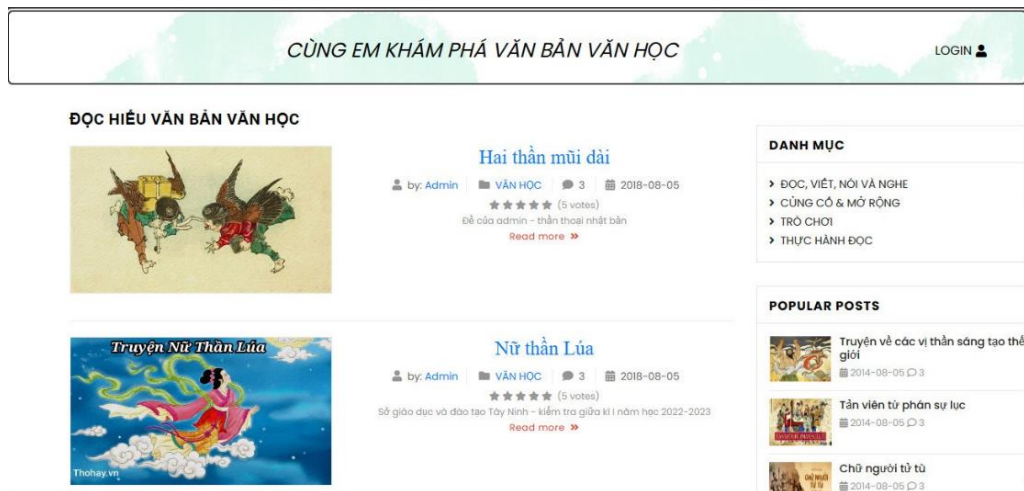 CÙNG EM KHÁM PHÁ VĂN BẢN VĂN HỌC
LOGIN
ĐỌC HIỂU VĂN BẢN VĂN HỌC
Hai thần mũi dài
by: Admin VĂN HỌC 3 2018-08-05
(5 votes)
Đề của admin - thần thoại nhật bản
Read more »
Truyện Nữ Thần Lúa
Thohay.vn
Nữ thần Lúa
by: Admin VĂN HỌC 3 2018-08-05
(5 votes)
Sở giáo dục và đào tạo Tây Ninh - kiểm tra giữa kì I năm học 2022-2023
Read more »
DANH MỤC
ĐỌC, VIẾT, NÓI VÀ NGHE
CỦNG CỐ & MỞ RỘNG
TRÒ CHƠI
THỰC HÀNH ĐỌC
POPULAR POSTS
Truyện về các vị thần sáng tạo thế
giới
2014-08-05 3
Tản viên từ phán sự lục
2014-08-05 3
Chữ người tử tù
2014-08-05 3